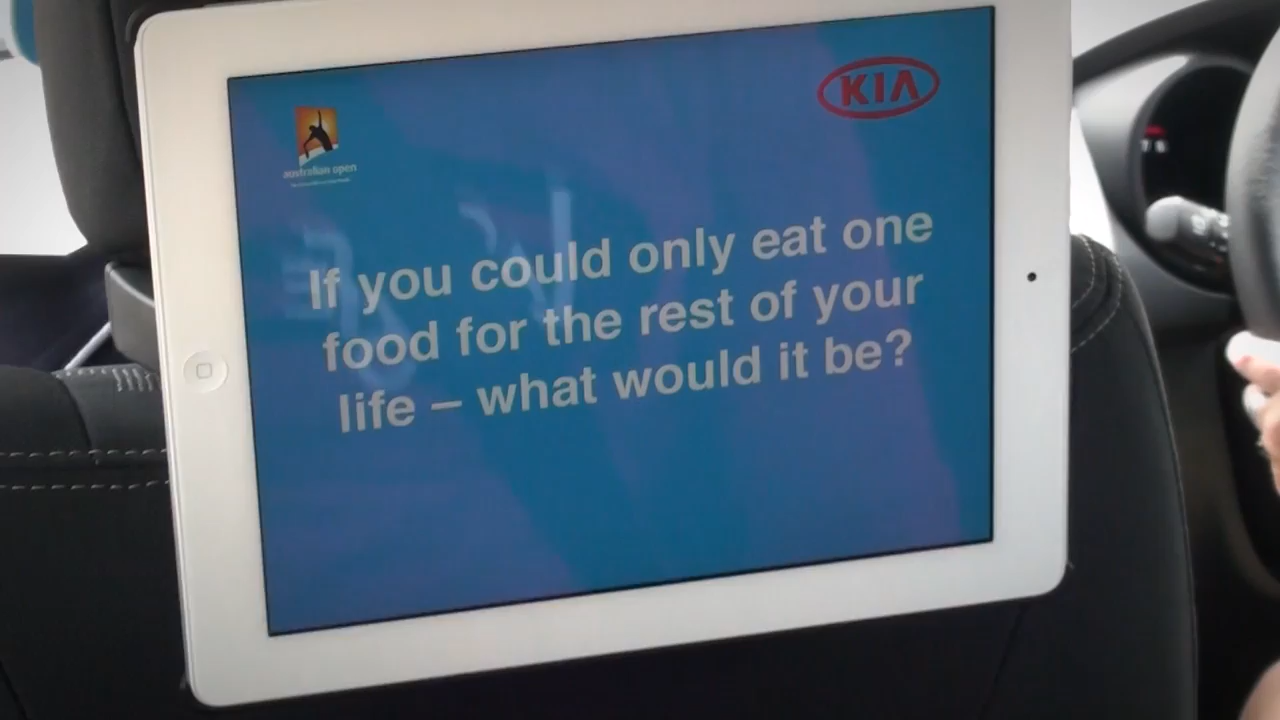 KIA
australian open
If you could only eat one
food for the rest of your
life – what would it be?